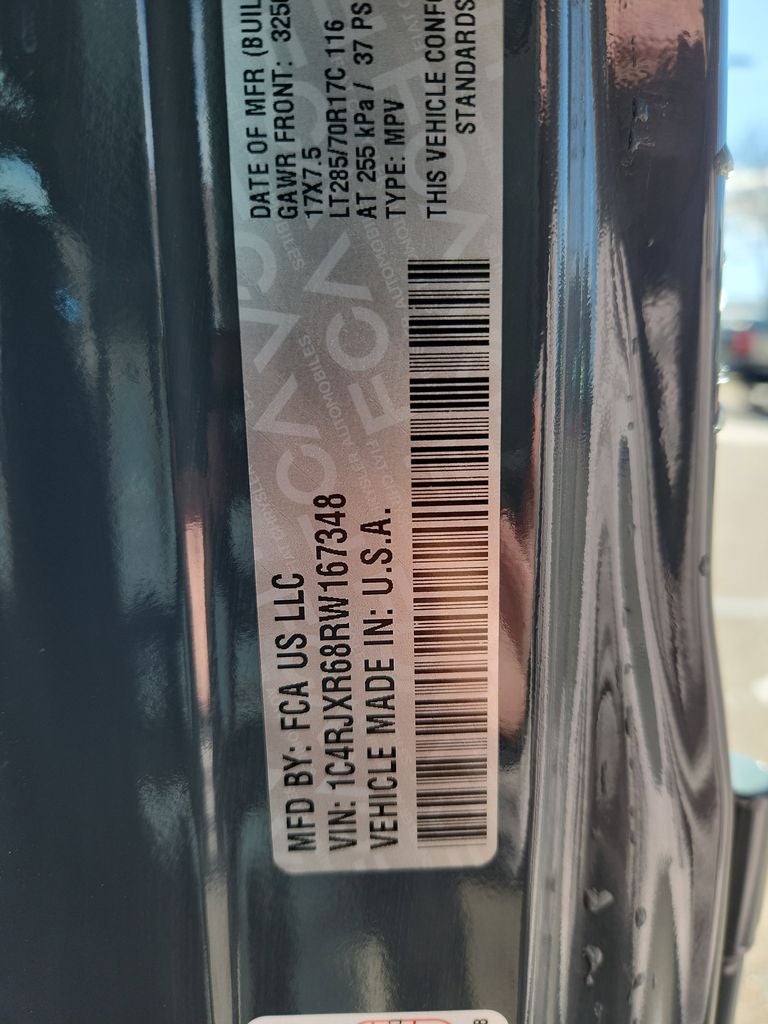 MFD BY: FCA US LLC
VIN: 1C4RJXR68RW167348
VEHICLE MADE IN: U.S.A.
DATE OF MFR (BUIL
GAWR FRONT: 325
17X7.5
LT285/70R17C 116
AT 255 kPa / 37 PS
TYPE: MPV
THIS VEHICLE CONFO
STANDARDS